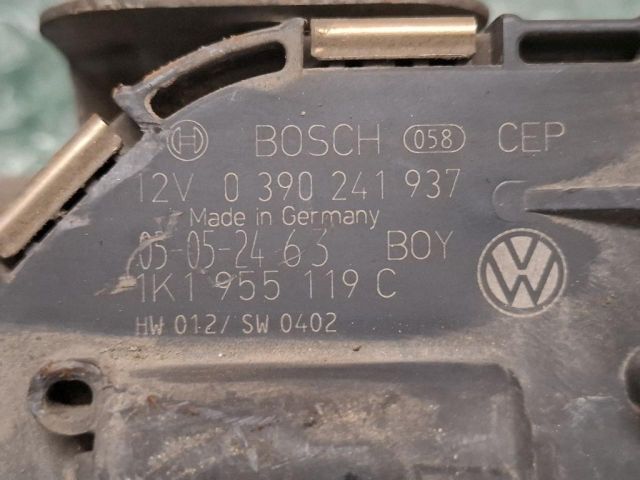 BOSCH 058 CEP
12V 0 390 241 937
Made in Germany
05-05-24 63 BOY
1K1 955 119 C
HW 012/ SW 0402